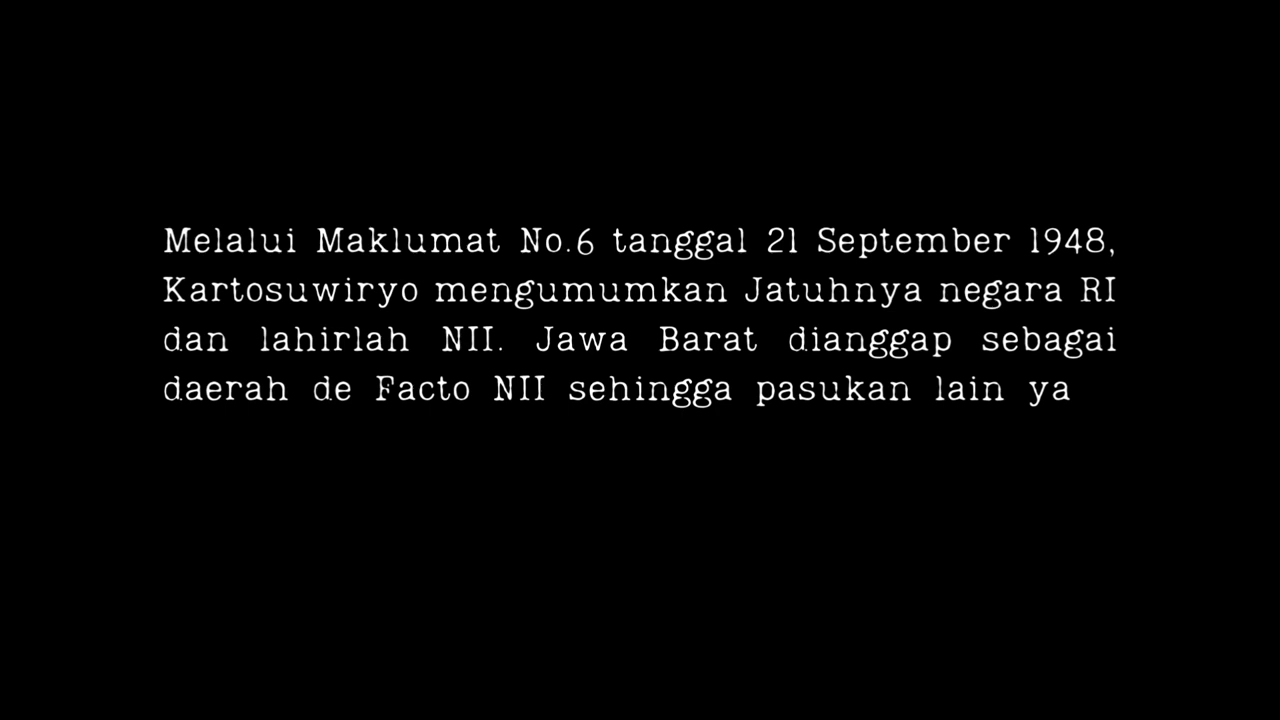 Melalui Maklumat No.6 tanggal 21 September 1948,
Kartosuwiryo mengumumkan Jatuhnya negara RI
dan lahirlah NII. Jawa Barat dianggap sebagai
daerah de Facto NII sehingga pasukan lain ya